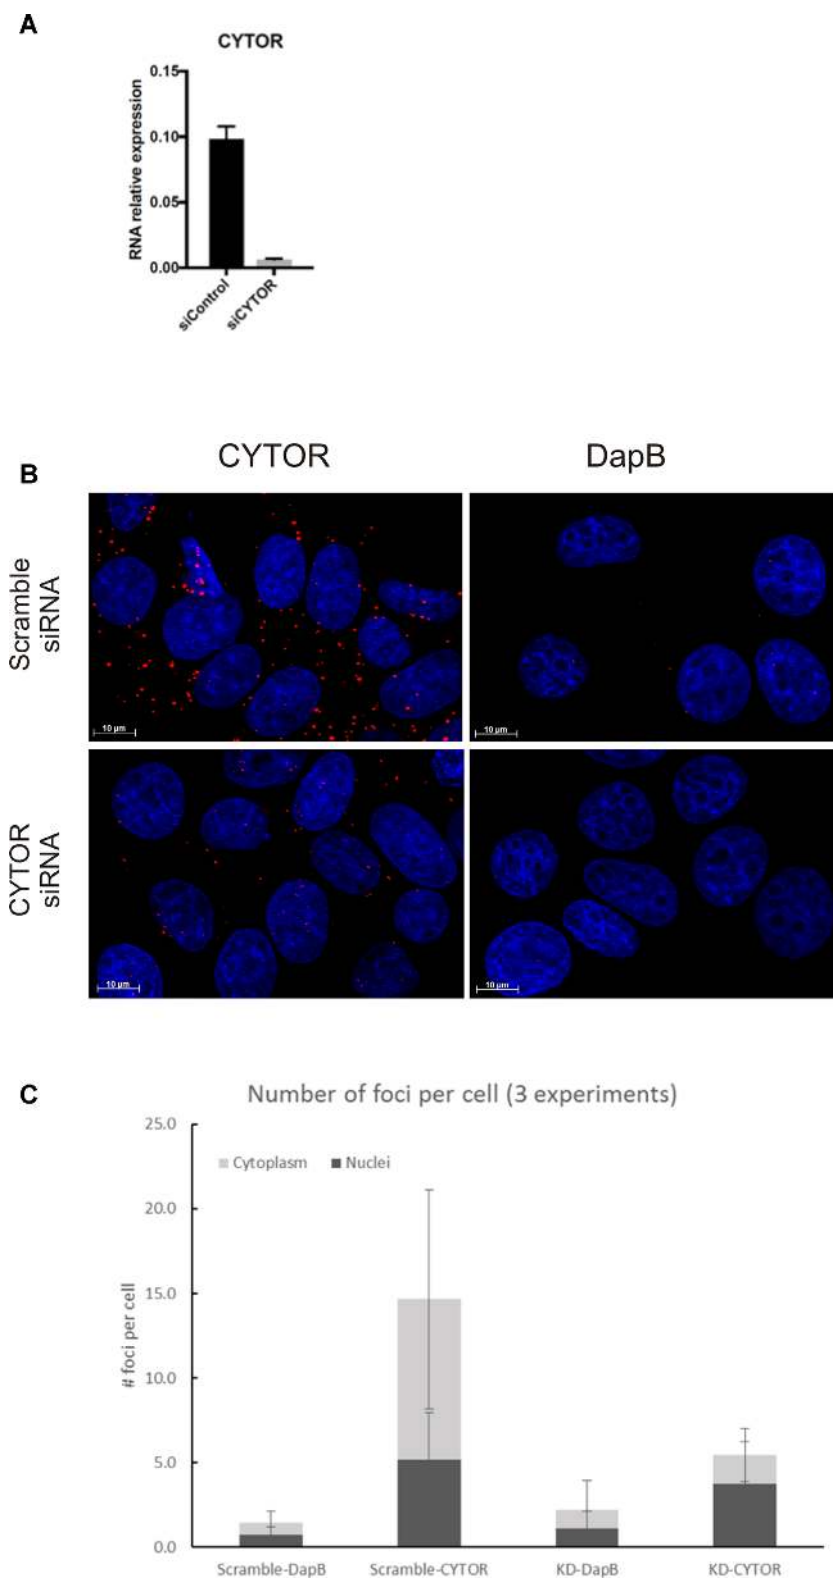 A
CYTOR
RNA relative expression
0.15
0.10
0.05
0.00
siControl
siCYTOR
B
CYTOR
DapB
Scramble
siRNA
10 µm
10 µm
CYTOR
siRNA
10 µm
10 µm
C
Number of foci per cell (3 experiments)
# foci per cell
25.0
20.0
15.0
10.0
5.0
0.0
Cytoplasm
Nuclei
Scramble-DapB
Scramble-CYTOR
KD-DapB
KD-CYTOR